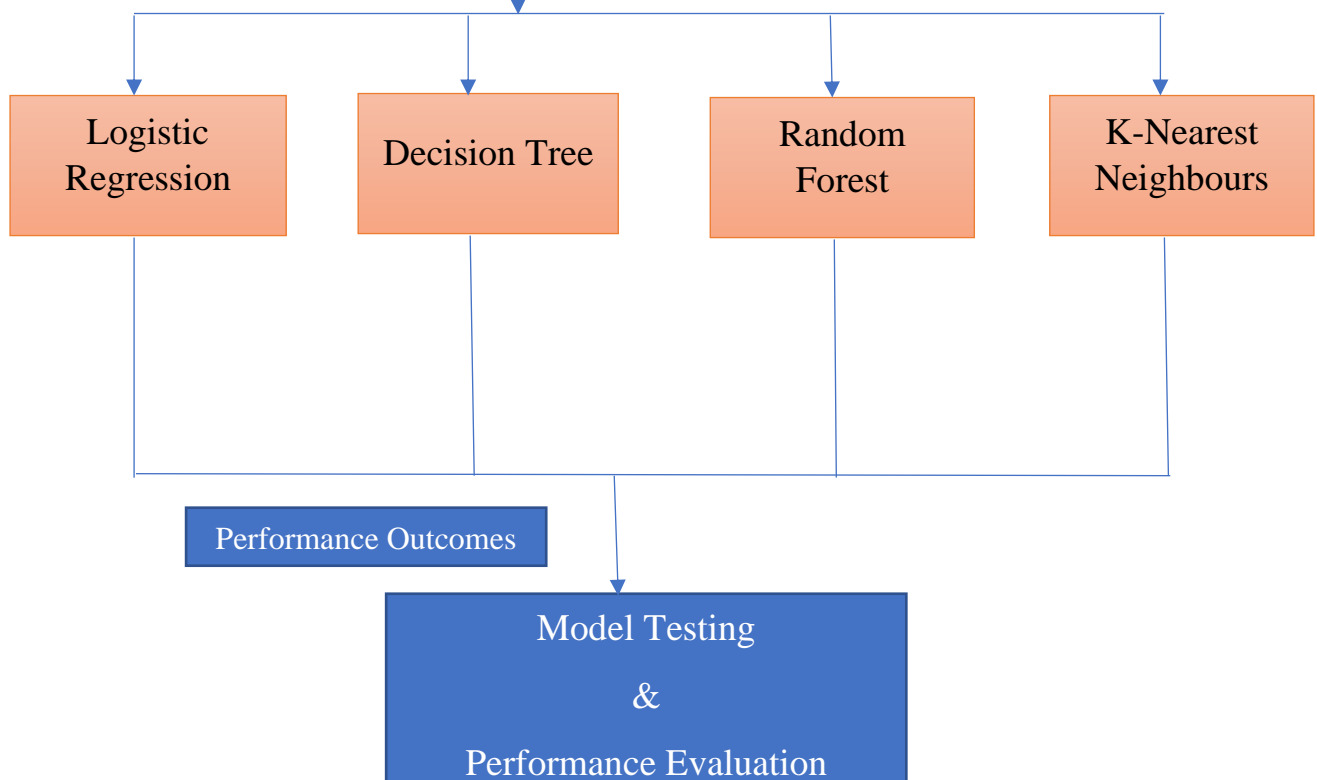 Logistic
Regression
Decision Tree
Random
Forest
K-Nearest
Neighbours
Performance Outcomes
Model Testing
&
Performance Evaluation